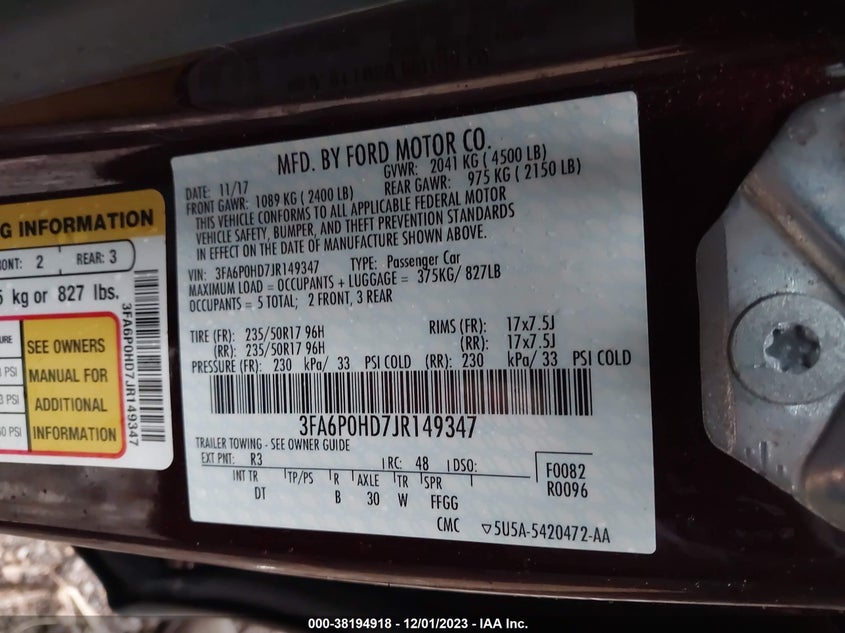 MFD. BY FORD MOTOR CO.
DATE: 11/17 GVWR: 2041 KG ( 4500 LB)
FRONT GAWR: 1089 KG ( 2400 LB) REAR GAWR: 975 KG ( 2150 LB)
THIS VEHICLE CONFORMS TO ALL APPLICABLE FEDERAL MOTOR
VEHICLE SAFETY, BUMPER, AND THEFT PREVENTION STANDARDS
IN EFFECT ON THE DATE OF MANUFACTURE SHOWN ABOVE.
VIN: 3FA6P0HD7JR149347 TYPE: Passenger Car
MAXIMUM LOAD = OCCUPANTS + LUGGAGE = 375KG/ 827LB
OCCUPANTS = 5 TOTAL; 2 FRONT, 3 REAR
TIRE (FR): 235/50R17 96H RIMS (FR): 17x7.5J
(RR): 235/50R17 96H (RR): 17x7.5J
PRESSURE (FR): 230 kPa/ 33 PSI COLD (RR): 230 kPa/ 33 PSI COLD
3FA6P0HD7JR149347
TRAILER TOWING - SEE OWNER GUIDE
EXT PNT: R3 RC: 48 DSO: F0082
INT TR TP/PS R AXLE TR SPR R0096
DT B 30 W FFGG
CMC ▽5U5A-5420472-AA
G INFORMATION
ONT: 2 REAR: 3
5 kg or 827 lbs.
URE SEE OWNERS
PSI MANUAL FOR
PSI ADDITIONAL
PSI INFORMATION
3FA6P0HD7JR149347
000-38194918 - 12/01/2023 - IAA Inc.